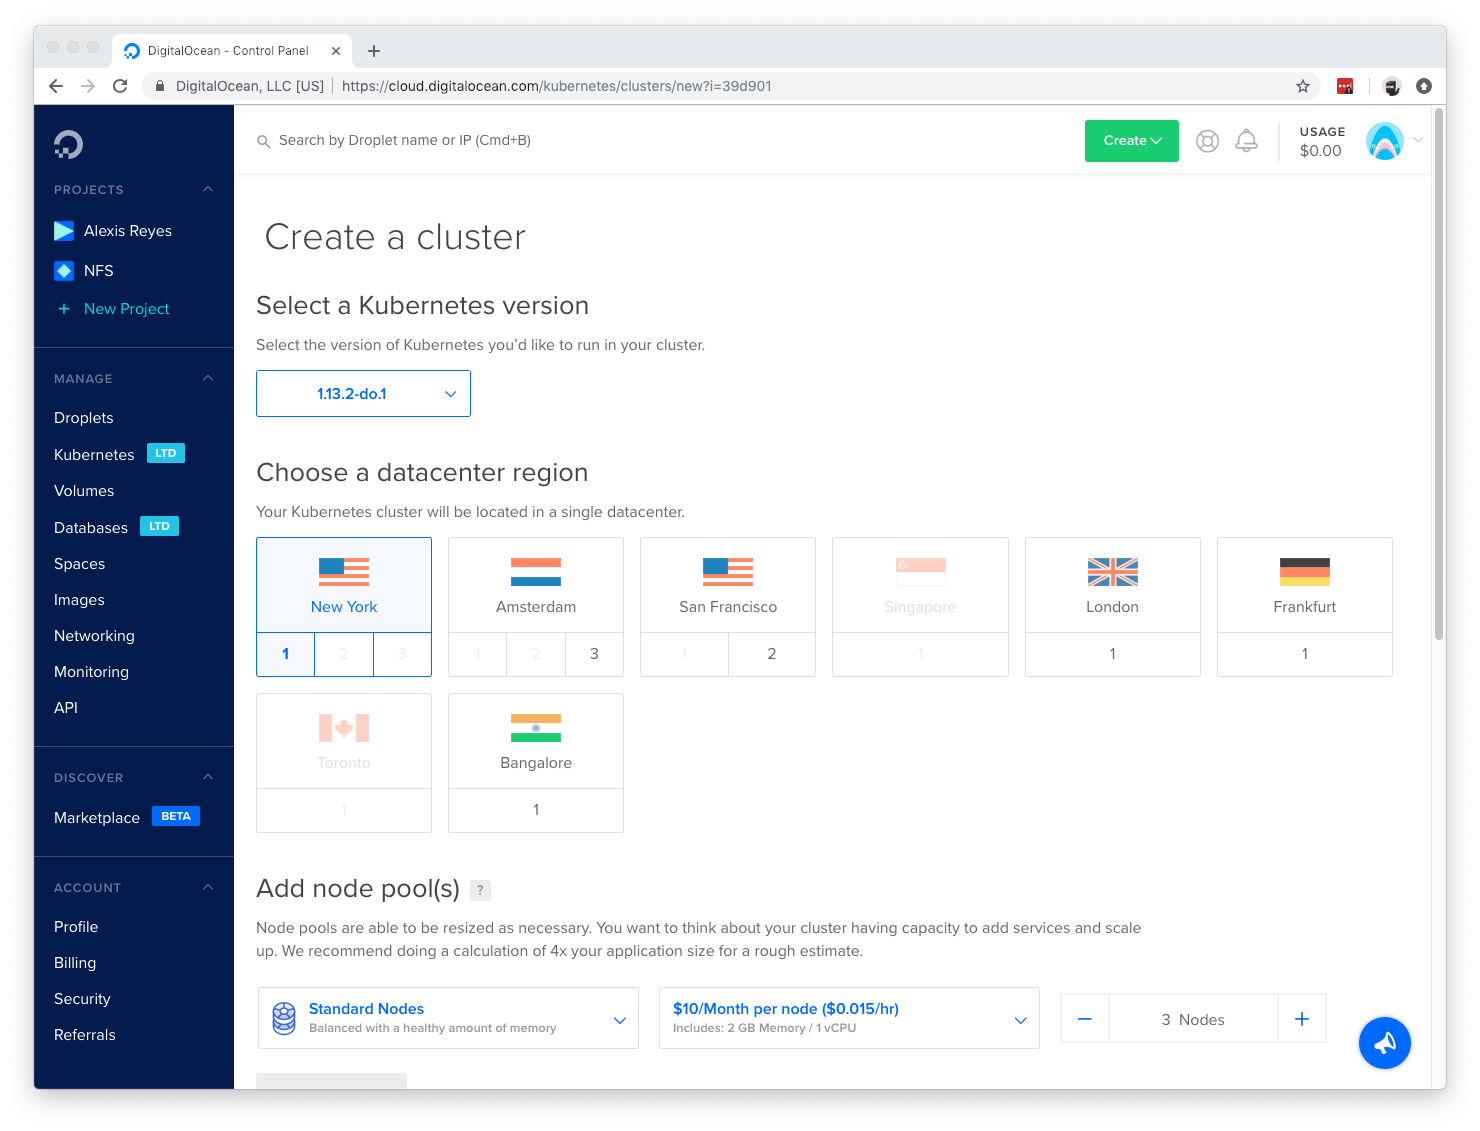 DigitalOcean - Control Panel
DigitalOcean, LLC [US] https://cloud.digitalocean.com/kubernetes/clusters/new?i=39d901
Search by Droplet name or IP (Cmd+B)
Create
USAGE
$0.00
PROJECTS
Alexis Reyes
NFS
+ New Project
MANAGE
Droplets
Kubernetes LTD
Volumes
Databases LTD
Spaces
Images
Networking
Monitoring
API
DISCOVER
Marketplace BETA
ACCOUNT
Profile
Billing
Security
Referrals
Create a cluster
Select a Kubernetes version
Select the version of Kubernetes you’d like to run in your cluster.
1.13.2-do.1
Choose a datacenter region
Your Kubernetes cluster will be located in a single datacenter.
New York
1 2 3
Amsterdam
1 2 3
San Francisco
1 2
Singapore
1
London
1
Frankfurt
1
Toronto
1
Bangalore
1
Add node pool(s) ?
Node pools are able to be resized as necessary. You want to think about your cluster having capacity to add services and scale
up. We recommend doing a calculation of 4x your application size for a rough estimate.
Standard Nodes
Balanced with a healthy amount of memory
$10/Month per node ($0.015/hr)
Includes: 2 GB Memory / 1 vCPU
3 Nodes